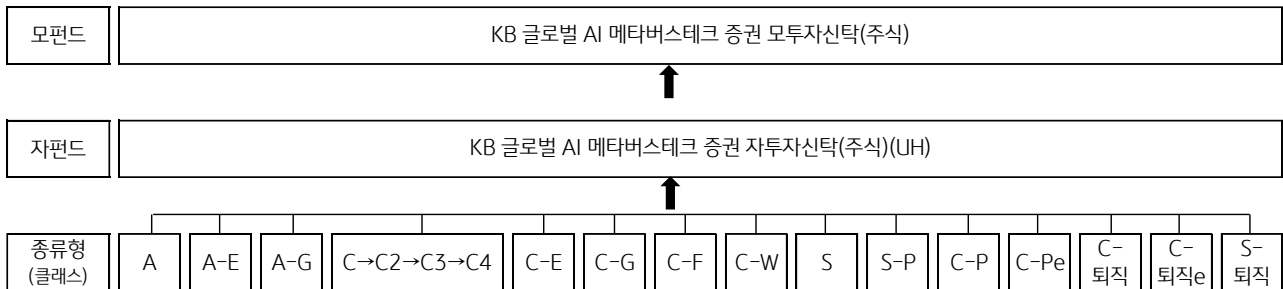 모펀드
KB 글로벌 AI 메타버스테크 증권 모투자신탁(주식)
자펀드
KB 글로벌 AI 메타버스테크 증권 자투자신탁(주식)(UH)
종류형
(클래스)
A
A-E
A-G
C→C2→C3→C4
C-E
C-G
C-F
C-W
S
S-P
C-P
C-Pe
C-
퇴직
C-
퇴직e
S-
퇴직